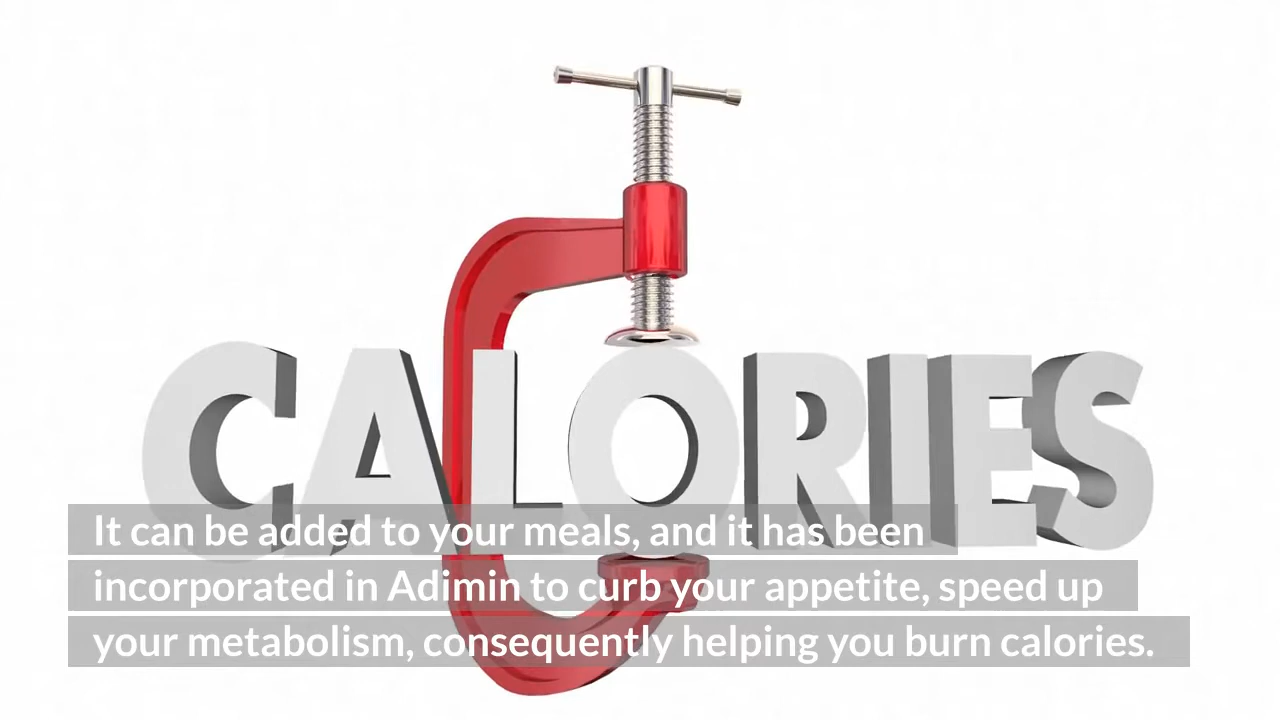 CALORIES
It can be added to your meals, and it has been
incorporated in Adimin to curb your appetite, speed up
your metabolism, consequently helping you burn calories.